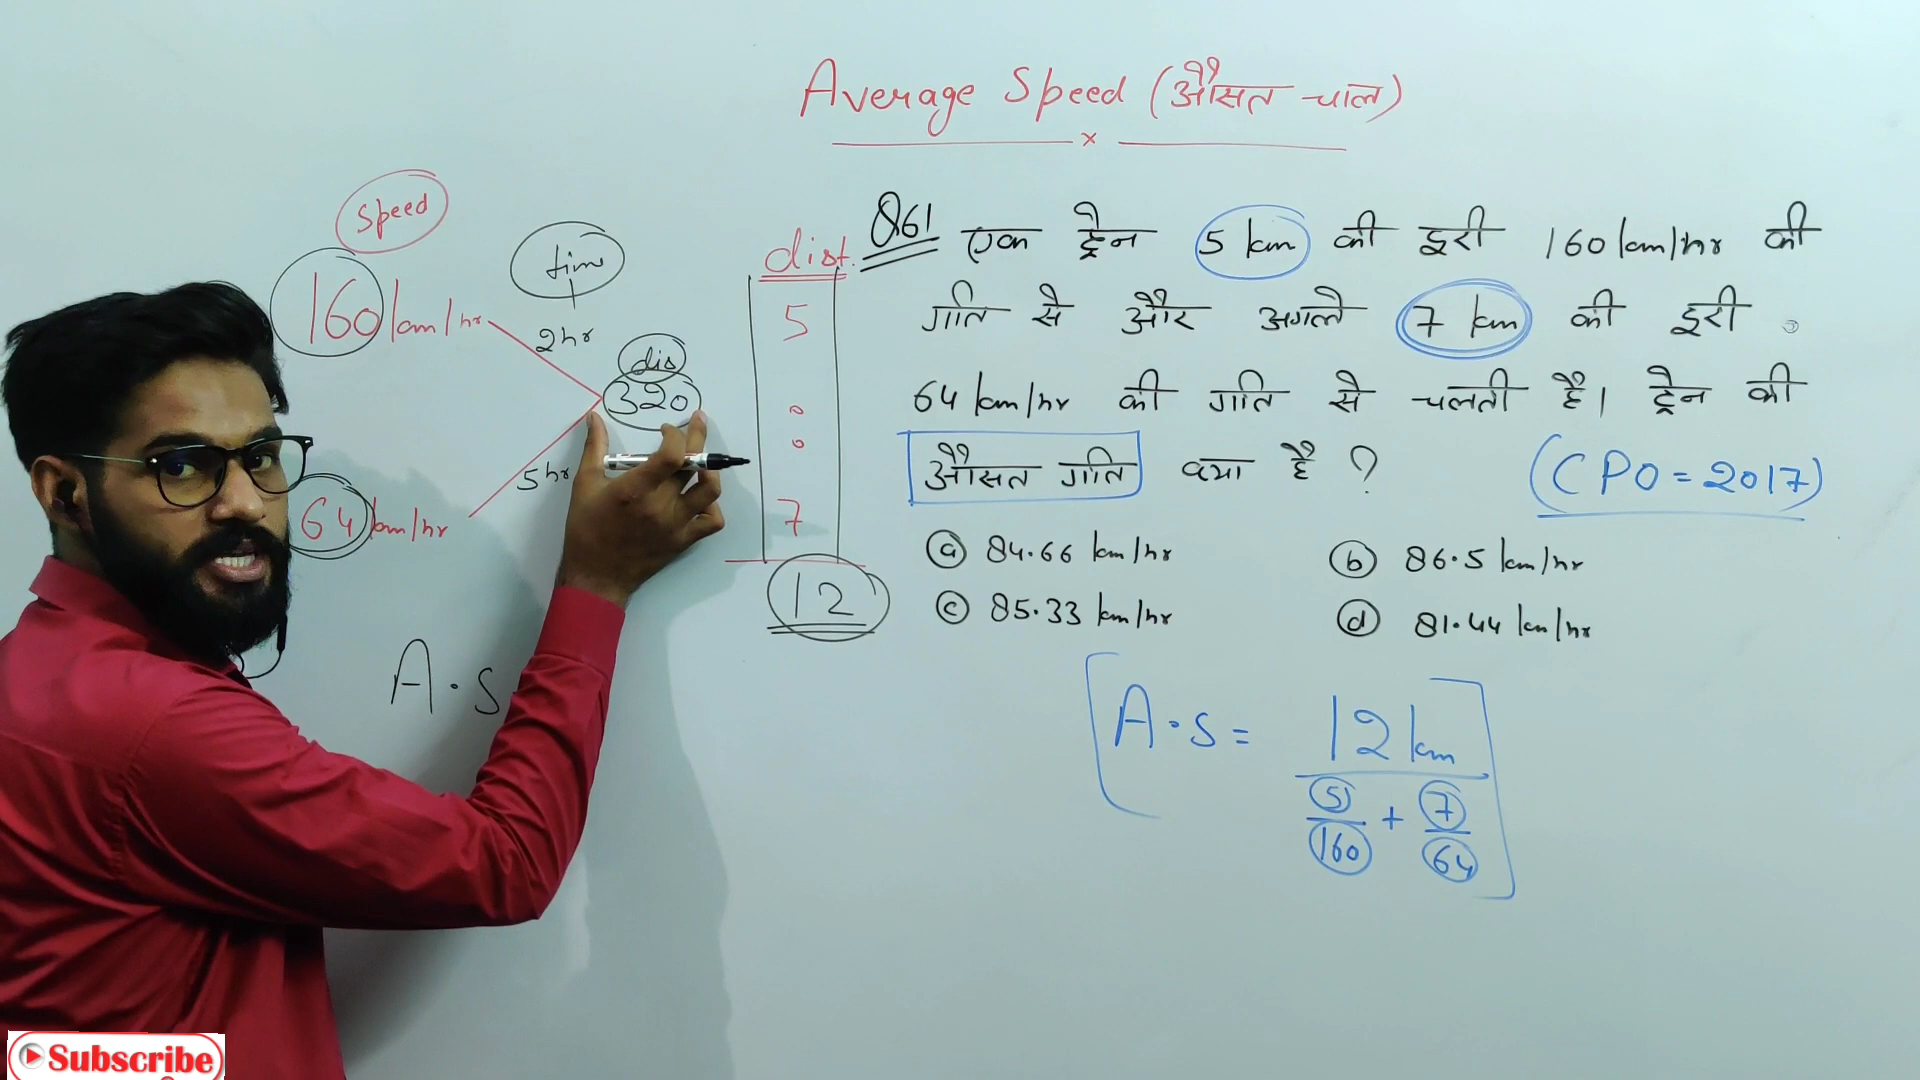 Average Speed (औसत चाल)
x
Speed
160 km/hr
time
2hr
dis
320
5hr
64 km/hr
A.S
dist.
5
7
12
861 एक ट्रेन 5 km की दूरी 160 km/hr की
गति से और अगले 7 km की दूरी
64 km/hr की गति से चलती है। ट्रेन की
औसत गति क्या है ?
(CPO = 2017)
(a) 84.66 km/hr (b) 86.5 km/hr
(c) 85.33 km/hr (d) 81.44 km/hr
A.S = 12 km
5/160 + 7/64
Subscribe